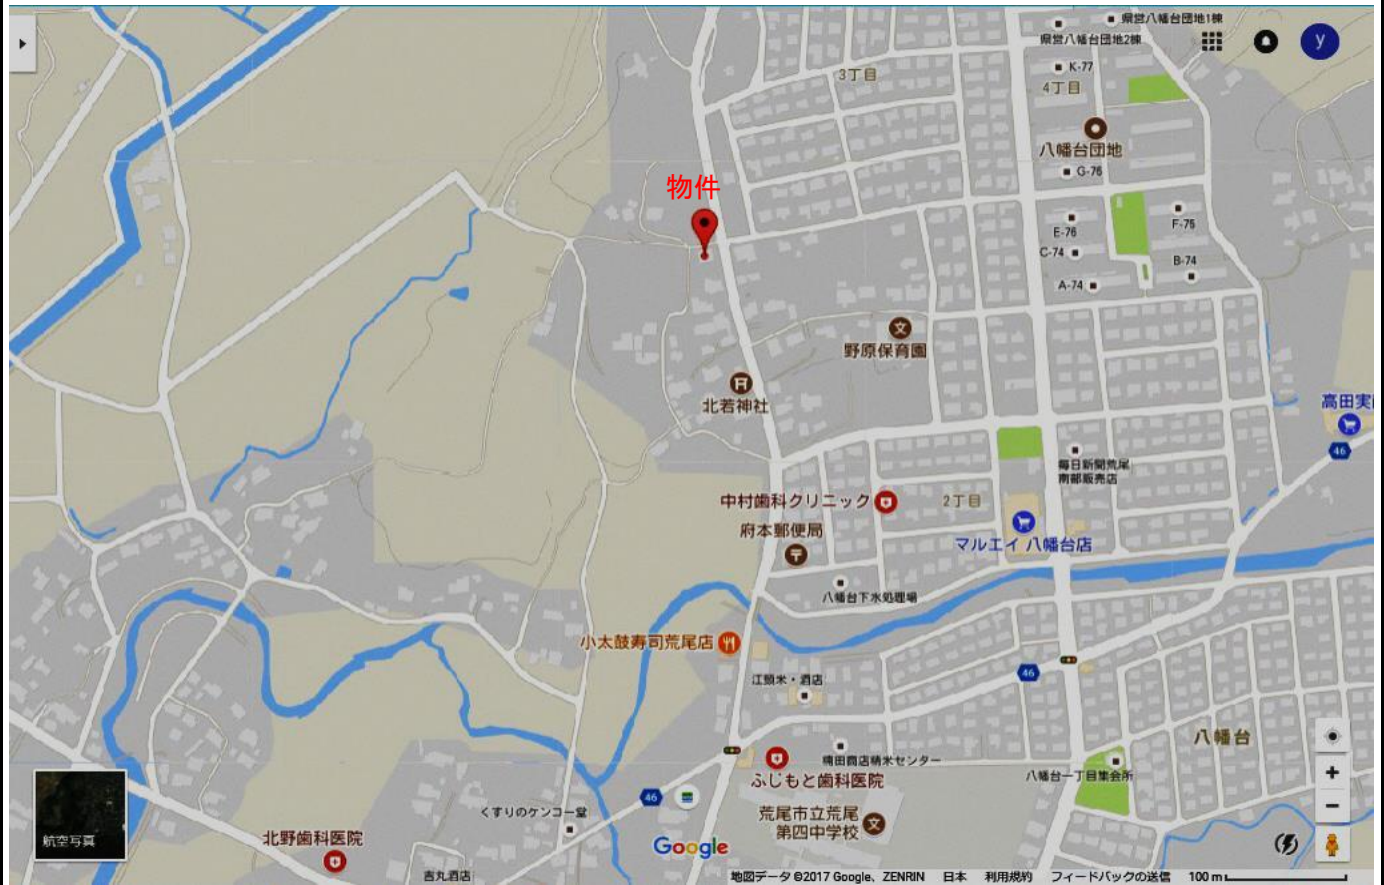 県営八幡台団地1棟
県営八幡台団地2棟
y
K-77
3丁目
4丁目
八幡台団地
G-76
物件
E-76
F-75
C-74
B-74
A-74
野原保育園
北若神社
高田実
46
毎日新聞荒尾
南部販売店
中村歯科クリニック
2丁目
府本郵便局
マルエイ 八幡台店
八幡台下水処理場
小太鼓寿司荒尾店
46
江頭米・酒店
八幡台
楠田商店精米センター
八幡台一丁目集会所
ふじもと歯科医院
46
くすりのケンコー堂
荒尾市立荒尾
第四中学校
航空写真
北野歯科医院
Google
吉丸酒店
地図データ ©2017 Google、ZENRIN 日本 利用規約 フィードバックの送信 100 m